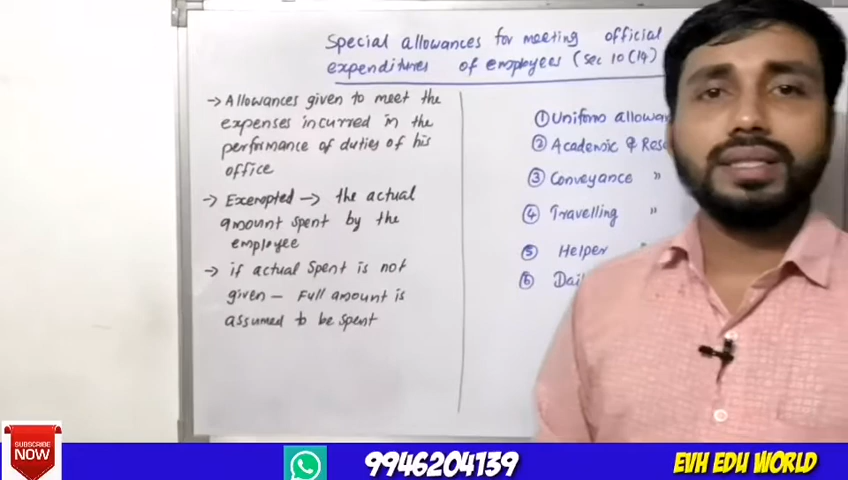 Special allowances for meeting official
expenditures of employees (Sec 10(14)
→ Allowances given to meet the
expenses incurred in the
performance of duties of his
office
→ Exempted → the actual
amount spent by the
employee
→ if actual spent is not
given - Full amount is
assumed to be spent
① Uniform allowa
② Academic & Res
③ Conveyance "
④ Travelling "
⑤ Helper
⑥ Dail
SUBSCRIBE
NOW
9946204139
EVH EDU WORLD